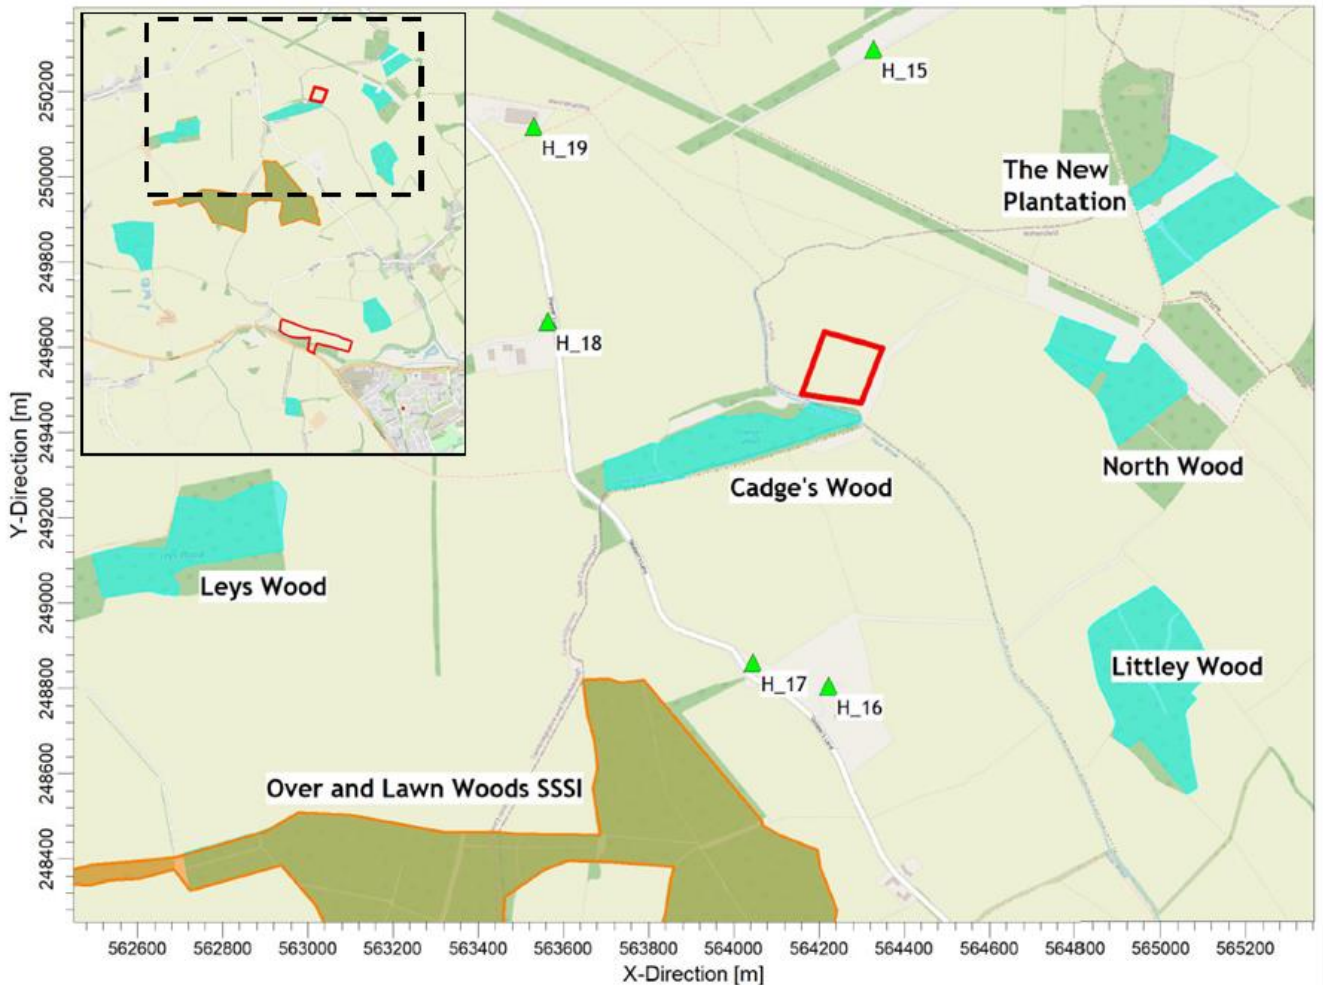 H_15
H_19
The New
Plantation
H_18
North Wood
Cadge's Wood
Leys Wood
Littley Wood
H_17
H_16
Over and Lawn Woods SSSI
Y-Direction [m]
250200
250000
249800
249600
249400
249200
249000
248800
248600
248400
562600 562800 563000 563200 563400 563600 563800 564000 564200 564400 564600 564800 565000 565200
X-Direction [m]